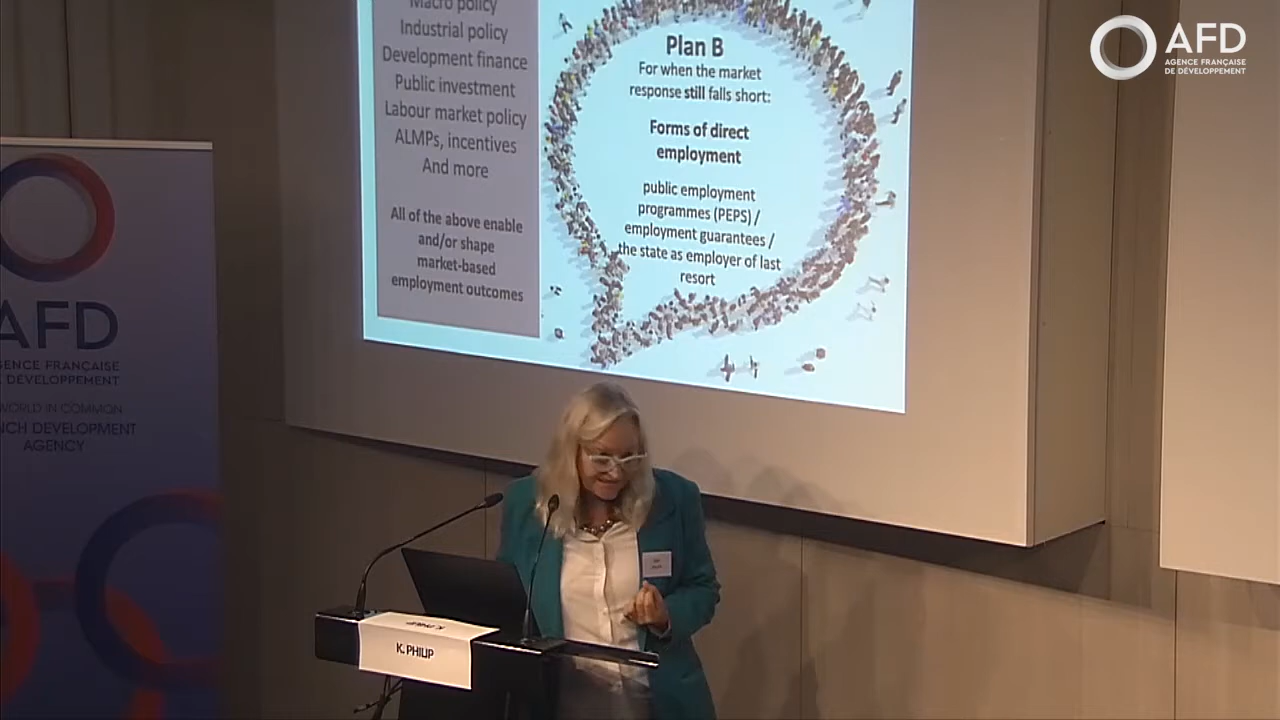 Macro policy
Industrial policy
Development finance
Public investment
Labour market policy
ALMPs, incentives
And more
All of the above enable
and/or shape
market-based
employment outcomes
Plan B
For when the market
response still falls short:
Forms of direct
employment
public employment
programmes (PEPS) /
employment guarantees /
the state as employer of last
resort
AFD
AGENCE FRANÇAISE
DE DÉVELOPPEMENT
AFD
GENCE FRANÇAISE
DÉVELOPPEMENT
WORLD IN COMMON
NCH DEVELOPMENT
AGENCY
K. PHILIP
K. PHILIP